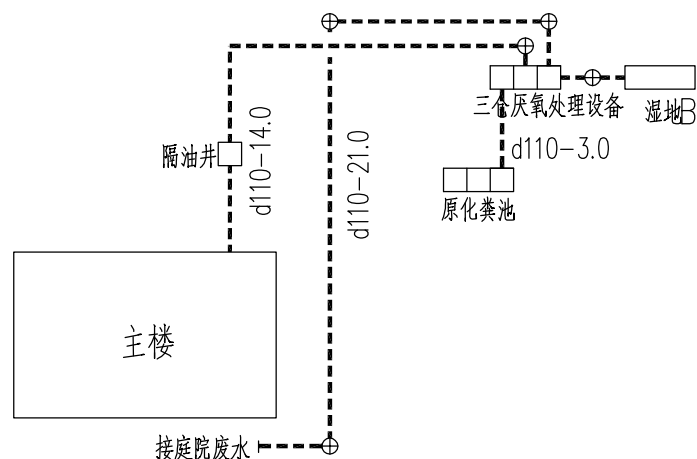 三仓厌氧处理设备
湿地B
d110-3.0
隔油井
d110-14.0
d110-21.0
原化粪池
主楼
接庭院废水